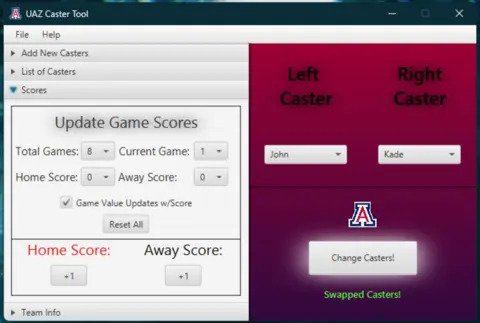 UAZ Caster Tool
File Help
Add New Casters
List of Casters
Scores
Update Game Scores
Total Games: 8 Current Game: 1
Home Score: 0 Away Score: 0
Game Value Updates w/Score
Reset All
Home Score: Away Score:
+1 +1
Team Info
Left Caster
Right Caster
John Kade
A
Change Casters!
Swapped Casters!